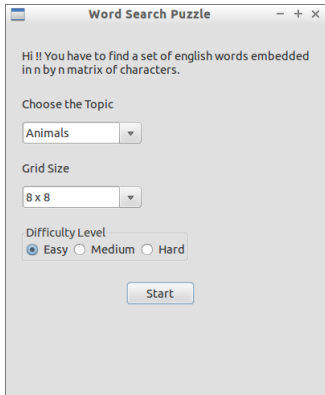 Word Search Puzzle
Hi !! You have to find a set of english words embedded
in n by n matrix of characters.
Choose the Topic
Animals
Grid Size
8 x 8
Difficulty Level
Easy Medium Hard
Start